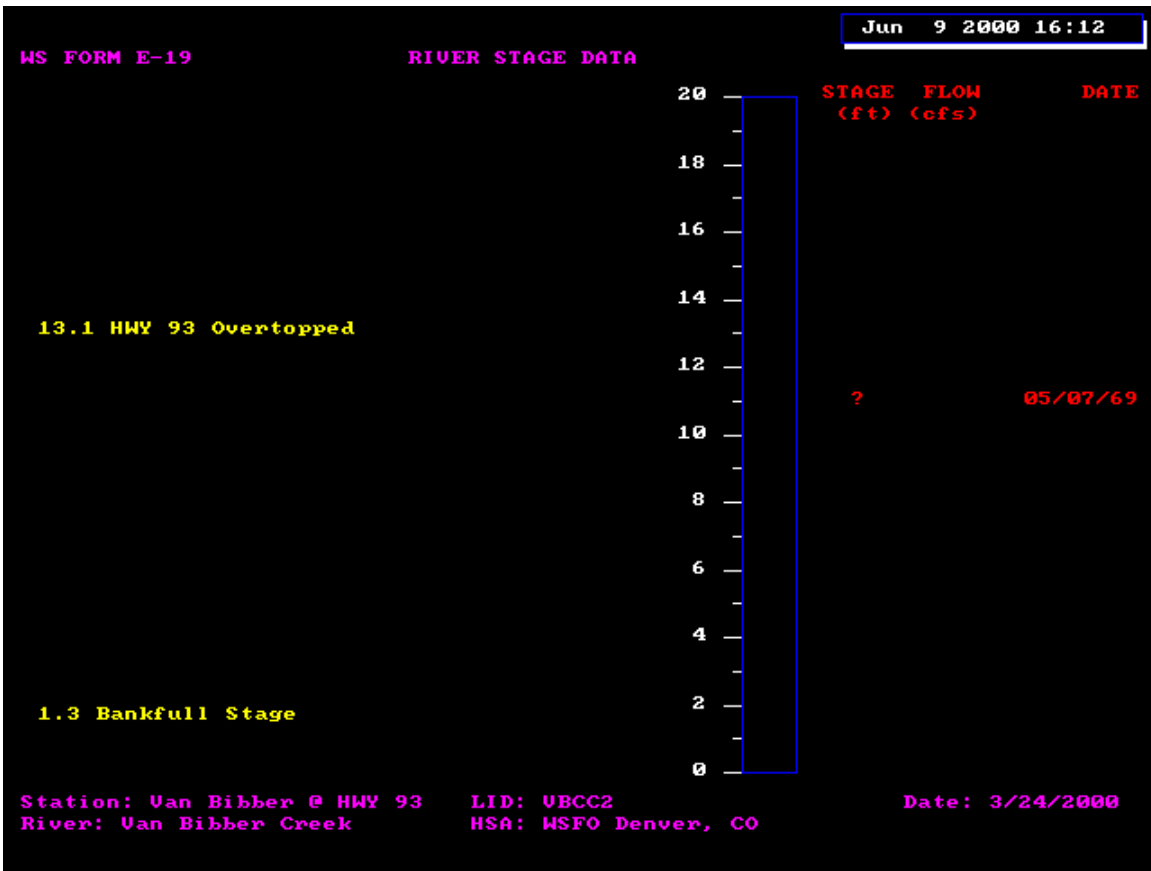 Jun 9 2000 16:12
WS FORM E-19 RIVER STAGE DATA
20 STAGE FLOW DATE
(ft) (cfs)
18
16
14
13.1 HWY 93 Overtopped
12
? 05/07/69
10
8
6
4
2
1.3 Bankfull Stage
0
Station: Van Bibber @ HWY 93 LID: VBCC2 Date: 3/24/2000
River: Van Bibber Creek HSA: WSFO Denver, CO